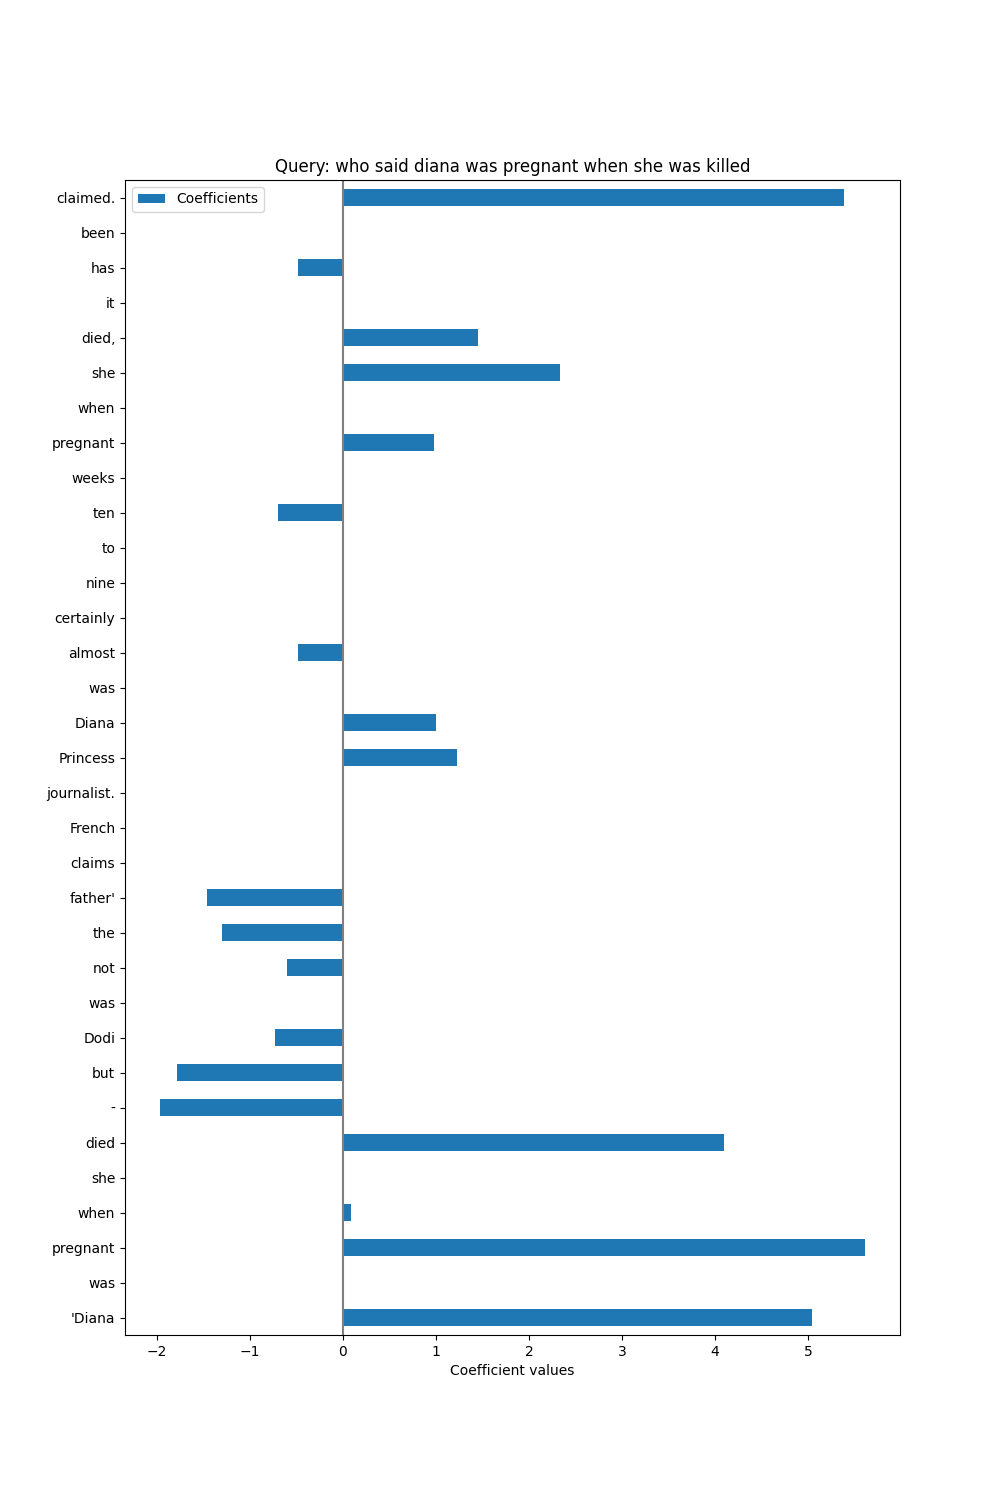 Query: who said diana was pregnant when she was killed
Coefficients
claimed.
been
has
it
died,
she
when
pregnant
weeks
ten
to
nine
certainly
almost
was
Diana
Princess
journalist.
French
claims
father'
the
not
was
Dodi
but
-
died
she
when
pregnant
was
'Diana
−2 −1 0 1 2 3 4 5
Coefficient values